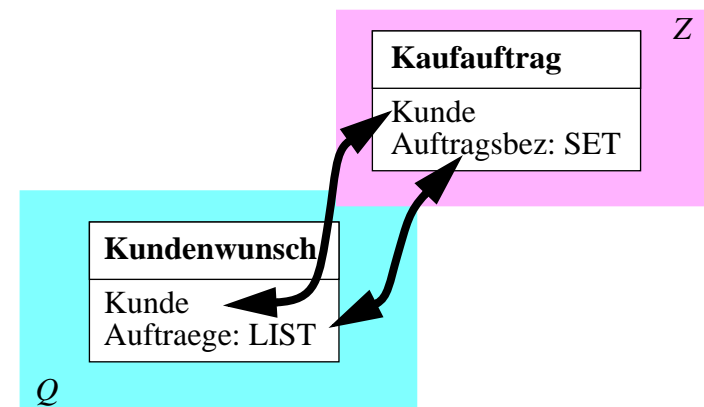 Z
Kaufauftrag
Kunde
Auftragsbez: SET
Kundenwunsch
Kunde
Auftraege: LIST
Q